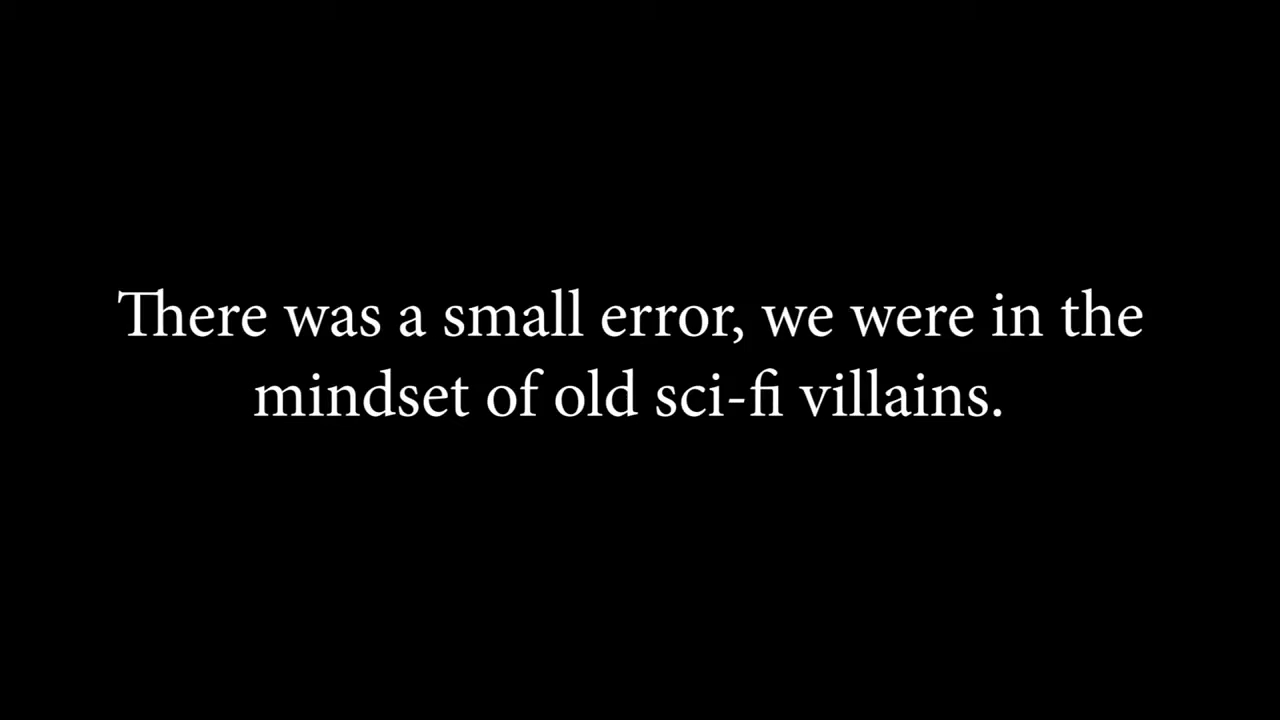 There was a small error, we were in the
mindset of old sci-fi villains.